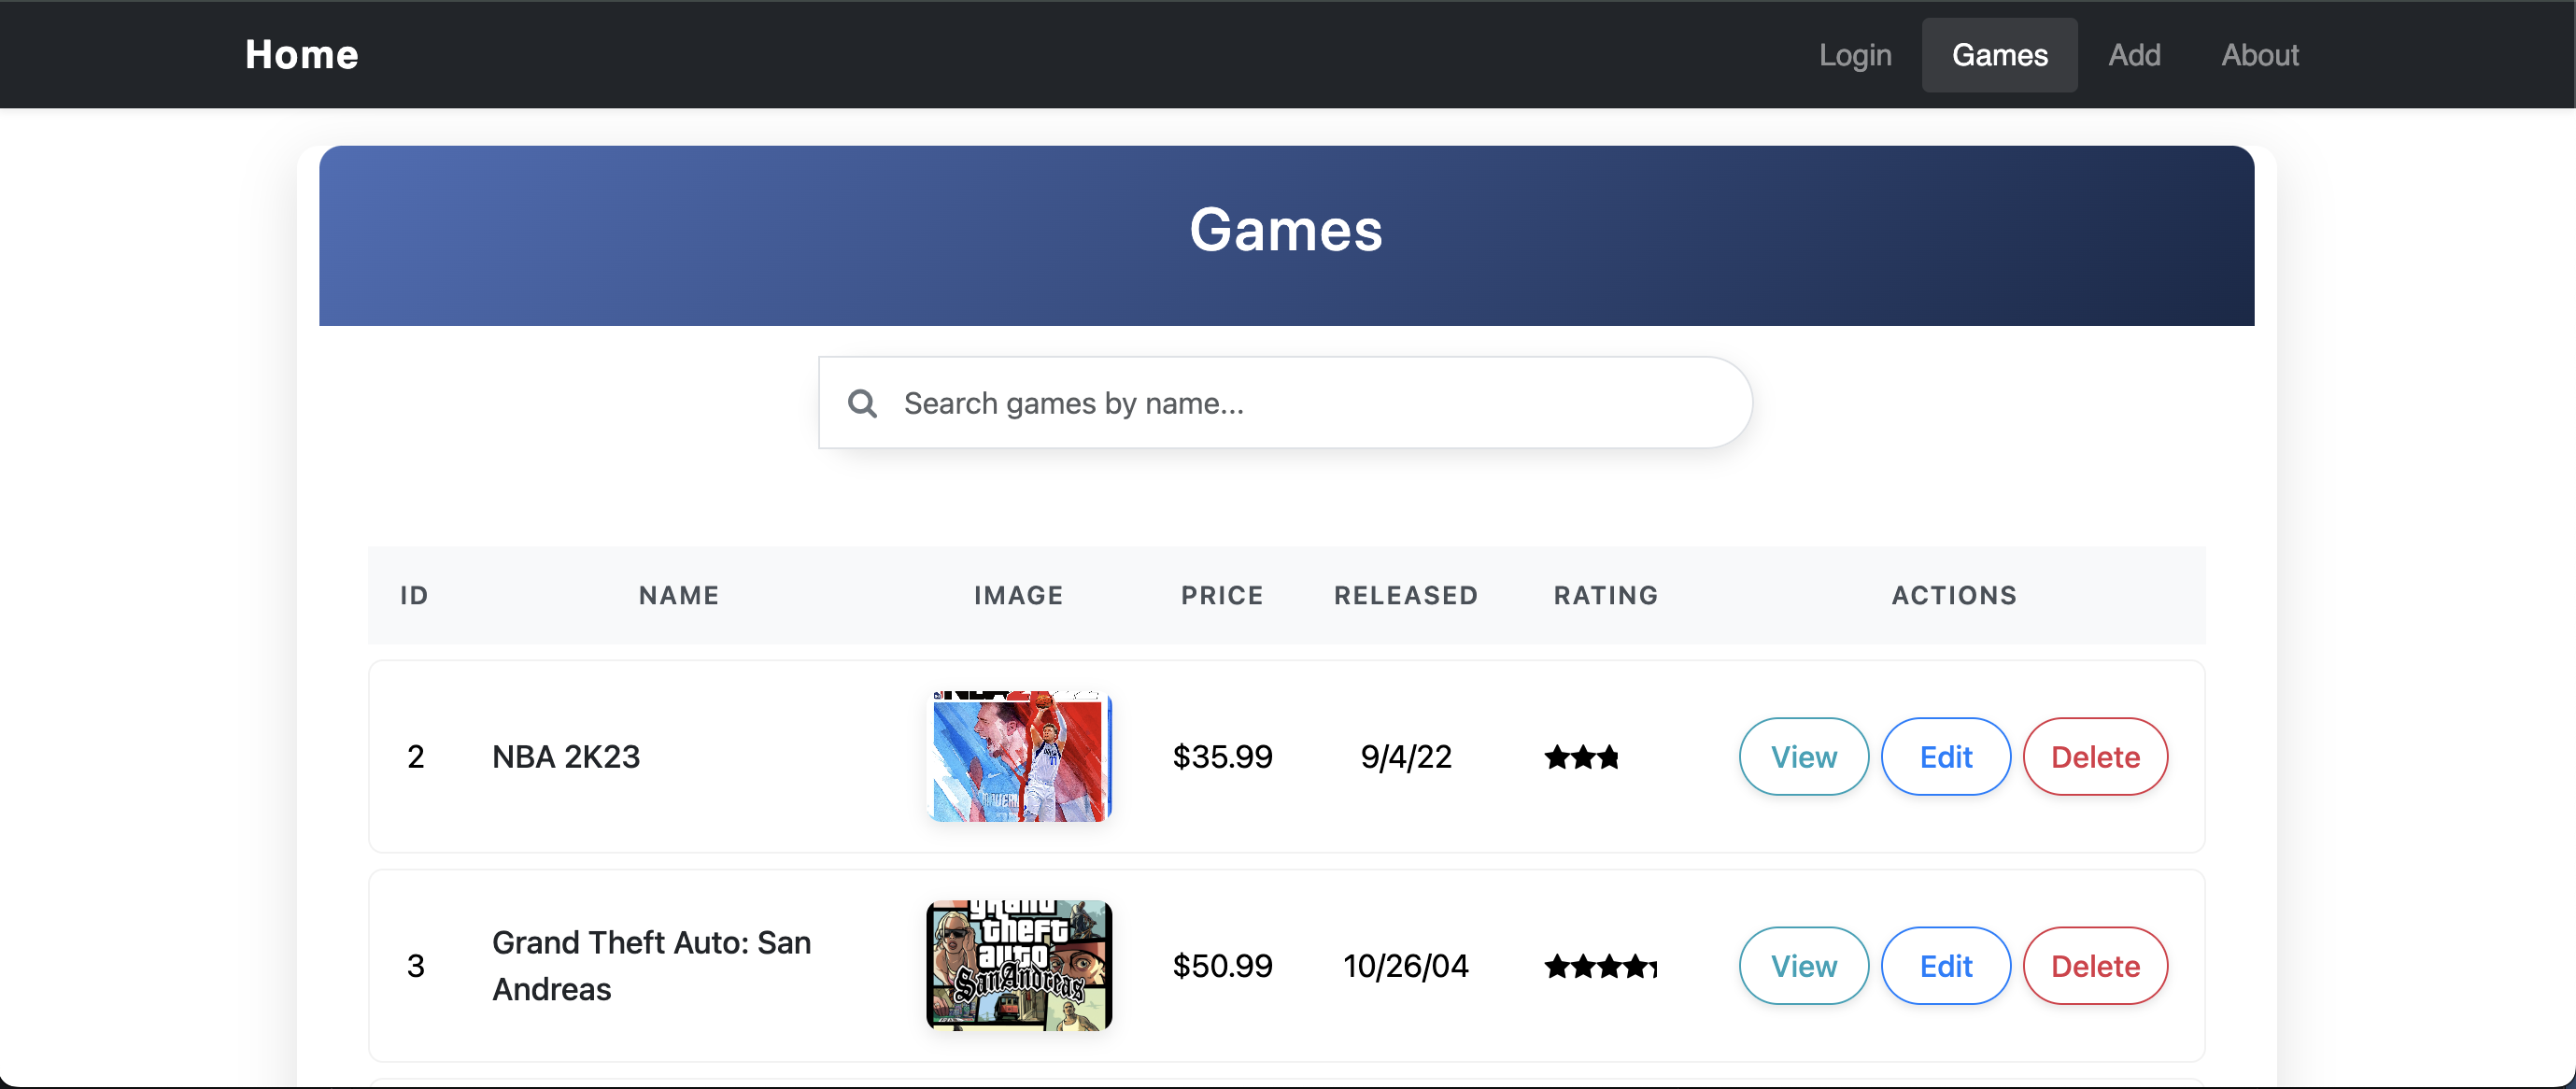 Home
Login
Games
Add
About
Games
Search games by name...
ID
NAME
IMAGE
PRICE
RELEASED
RATING
ACTIONS
2
NBA 2K23
$35.99
9/4/22
View
Edit
Delete
3
Grand Theft Auto: San
Andreas
grand
theft
auto
San Andreas
$50.99
10/26/04
View
Edit
Delete